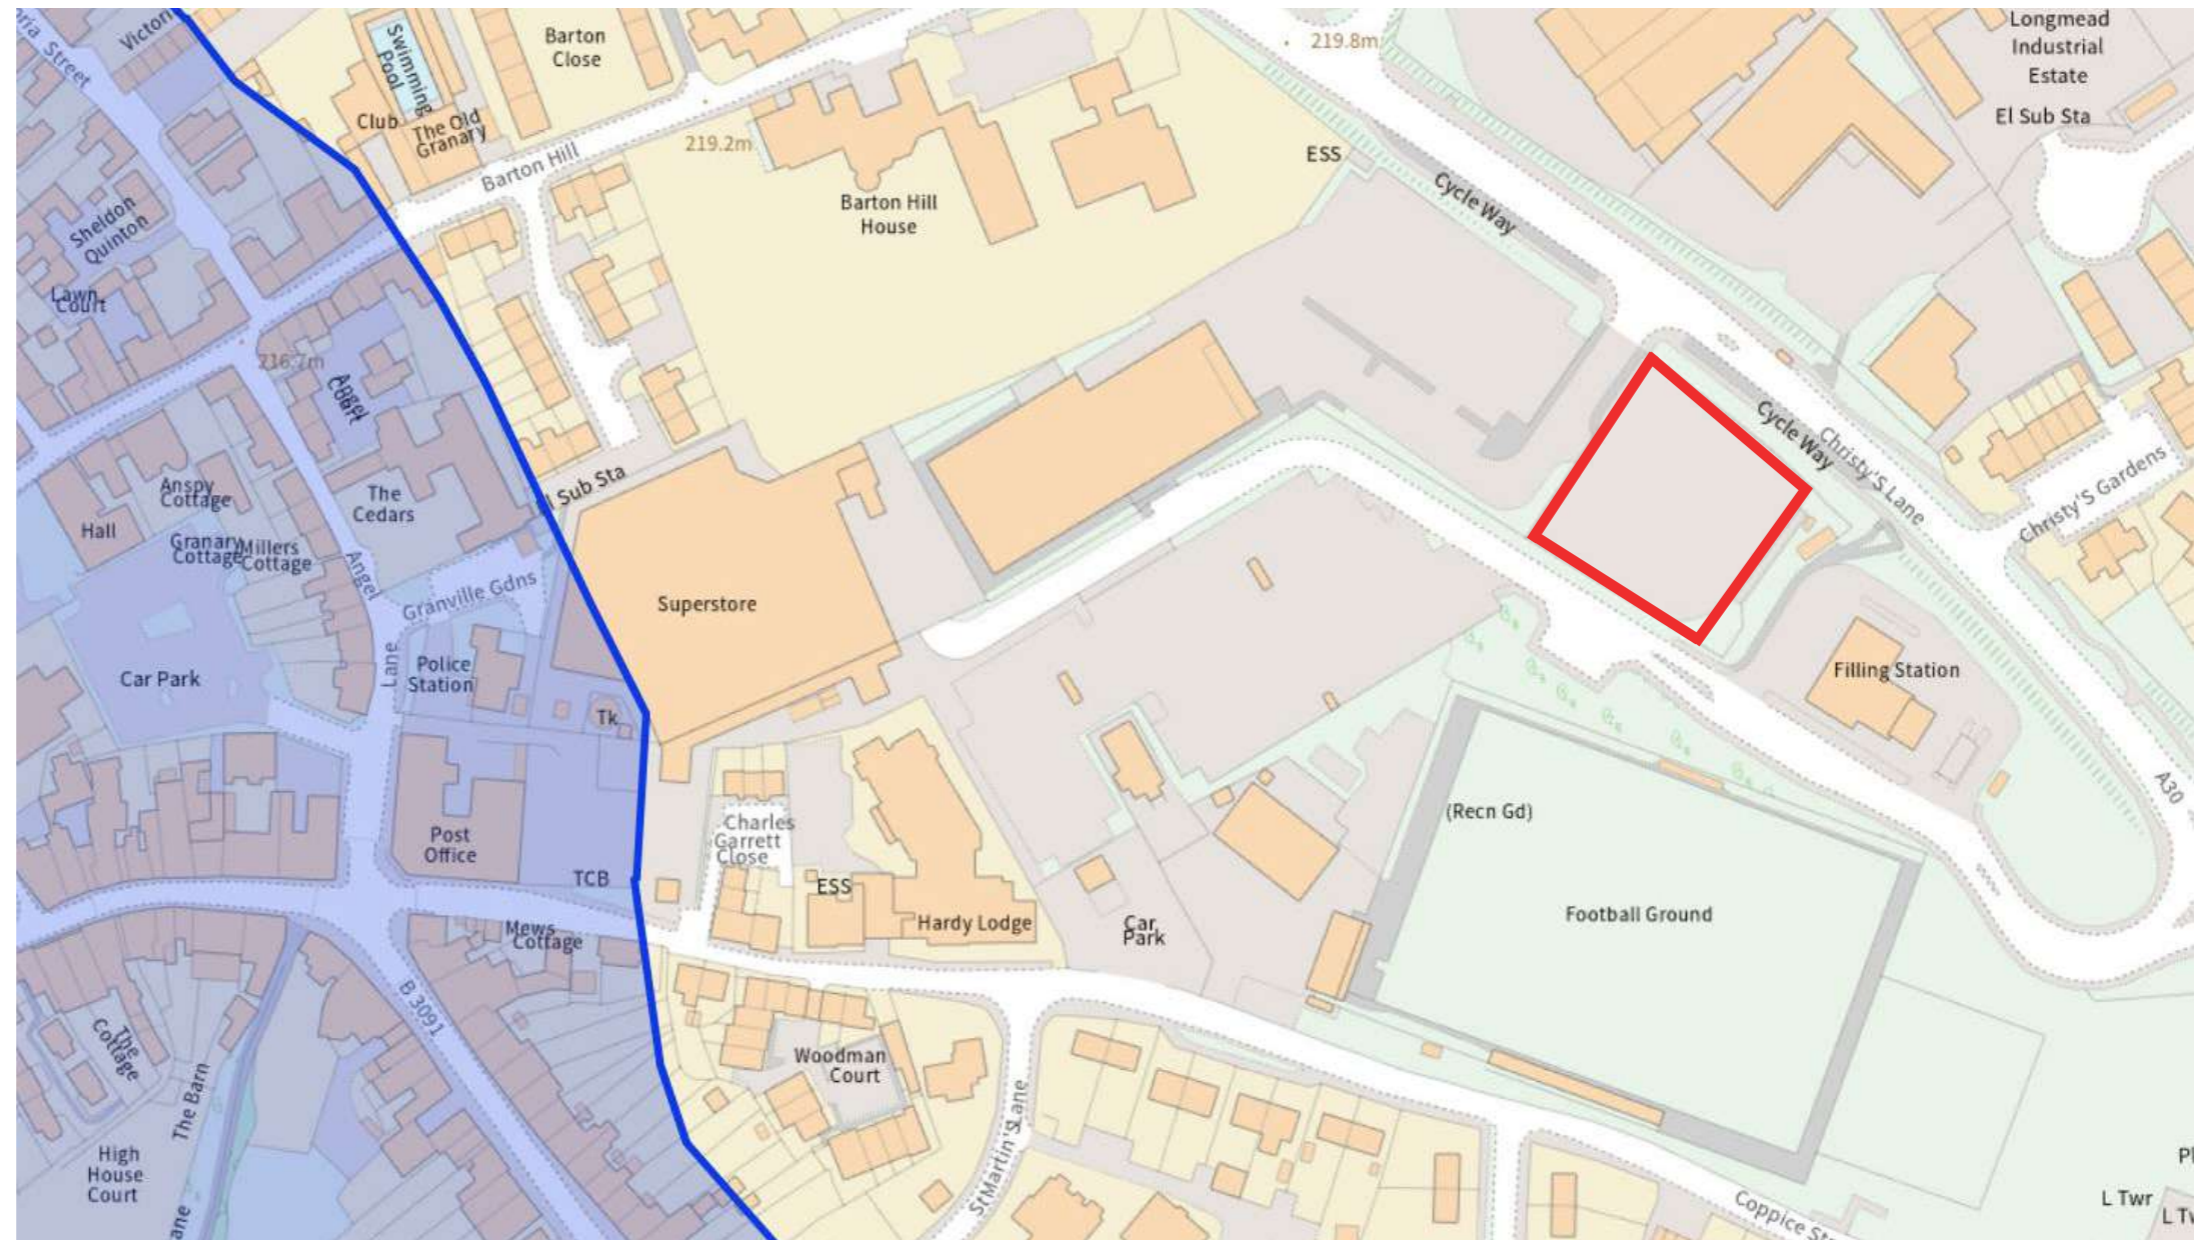 Victoria Street
Victori
Swimming
Pool
Club
The Old
Granary
Barton
Close
219.2m
Barton Hill
Barton Hill
House
219.8m
ESS
Cycle Way
Longmead
Industrial
Estate
El Sub Sta
Sheldon
Quinton
Lawn
Court
216.7m
Angel
Court
Anspy
Cottage
Hall
The
Cedars
Granary
Cottage
Millers
Cottage
El Sub Sta
Angel
Lane
Granville Gdns
Superstore
Car Park
Police
Station
Tk
Cycle Way
Christy'S Lane
Christy'S Gardens
Filling Station
A30
Post
Office
TCB
Charles
Garrett
Close
ESS
Hardy Lodge
Car
Park
(Recn Gd)
Football Ground
Mews
Cottage
B 3091
The
Cottage
The Barn
High
House
Court
ane
Woodman
Court
St Martin'S Lane
Coppice St
Pl
L Twr
L Tw